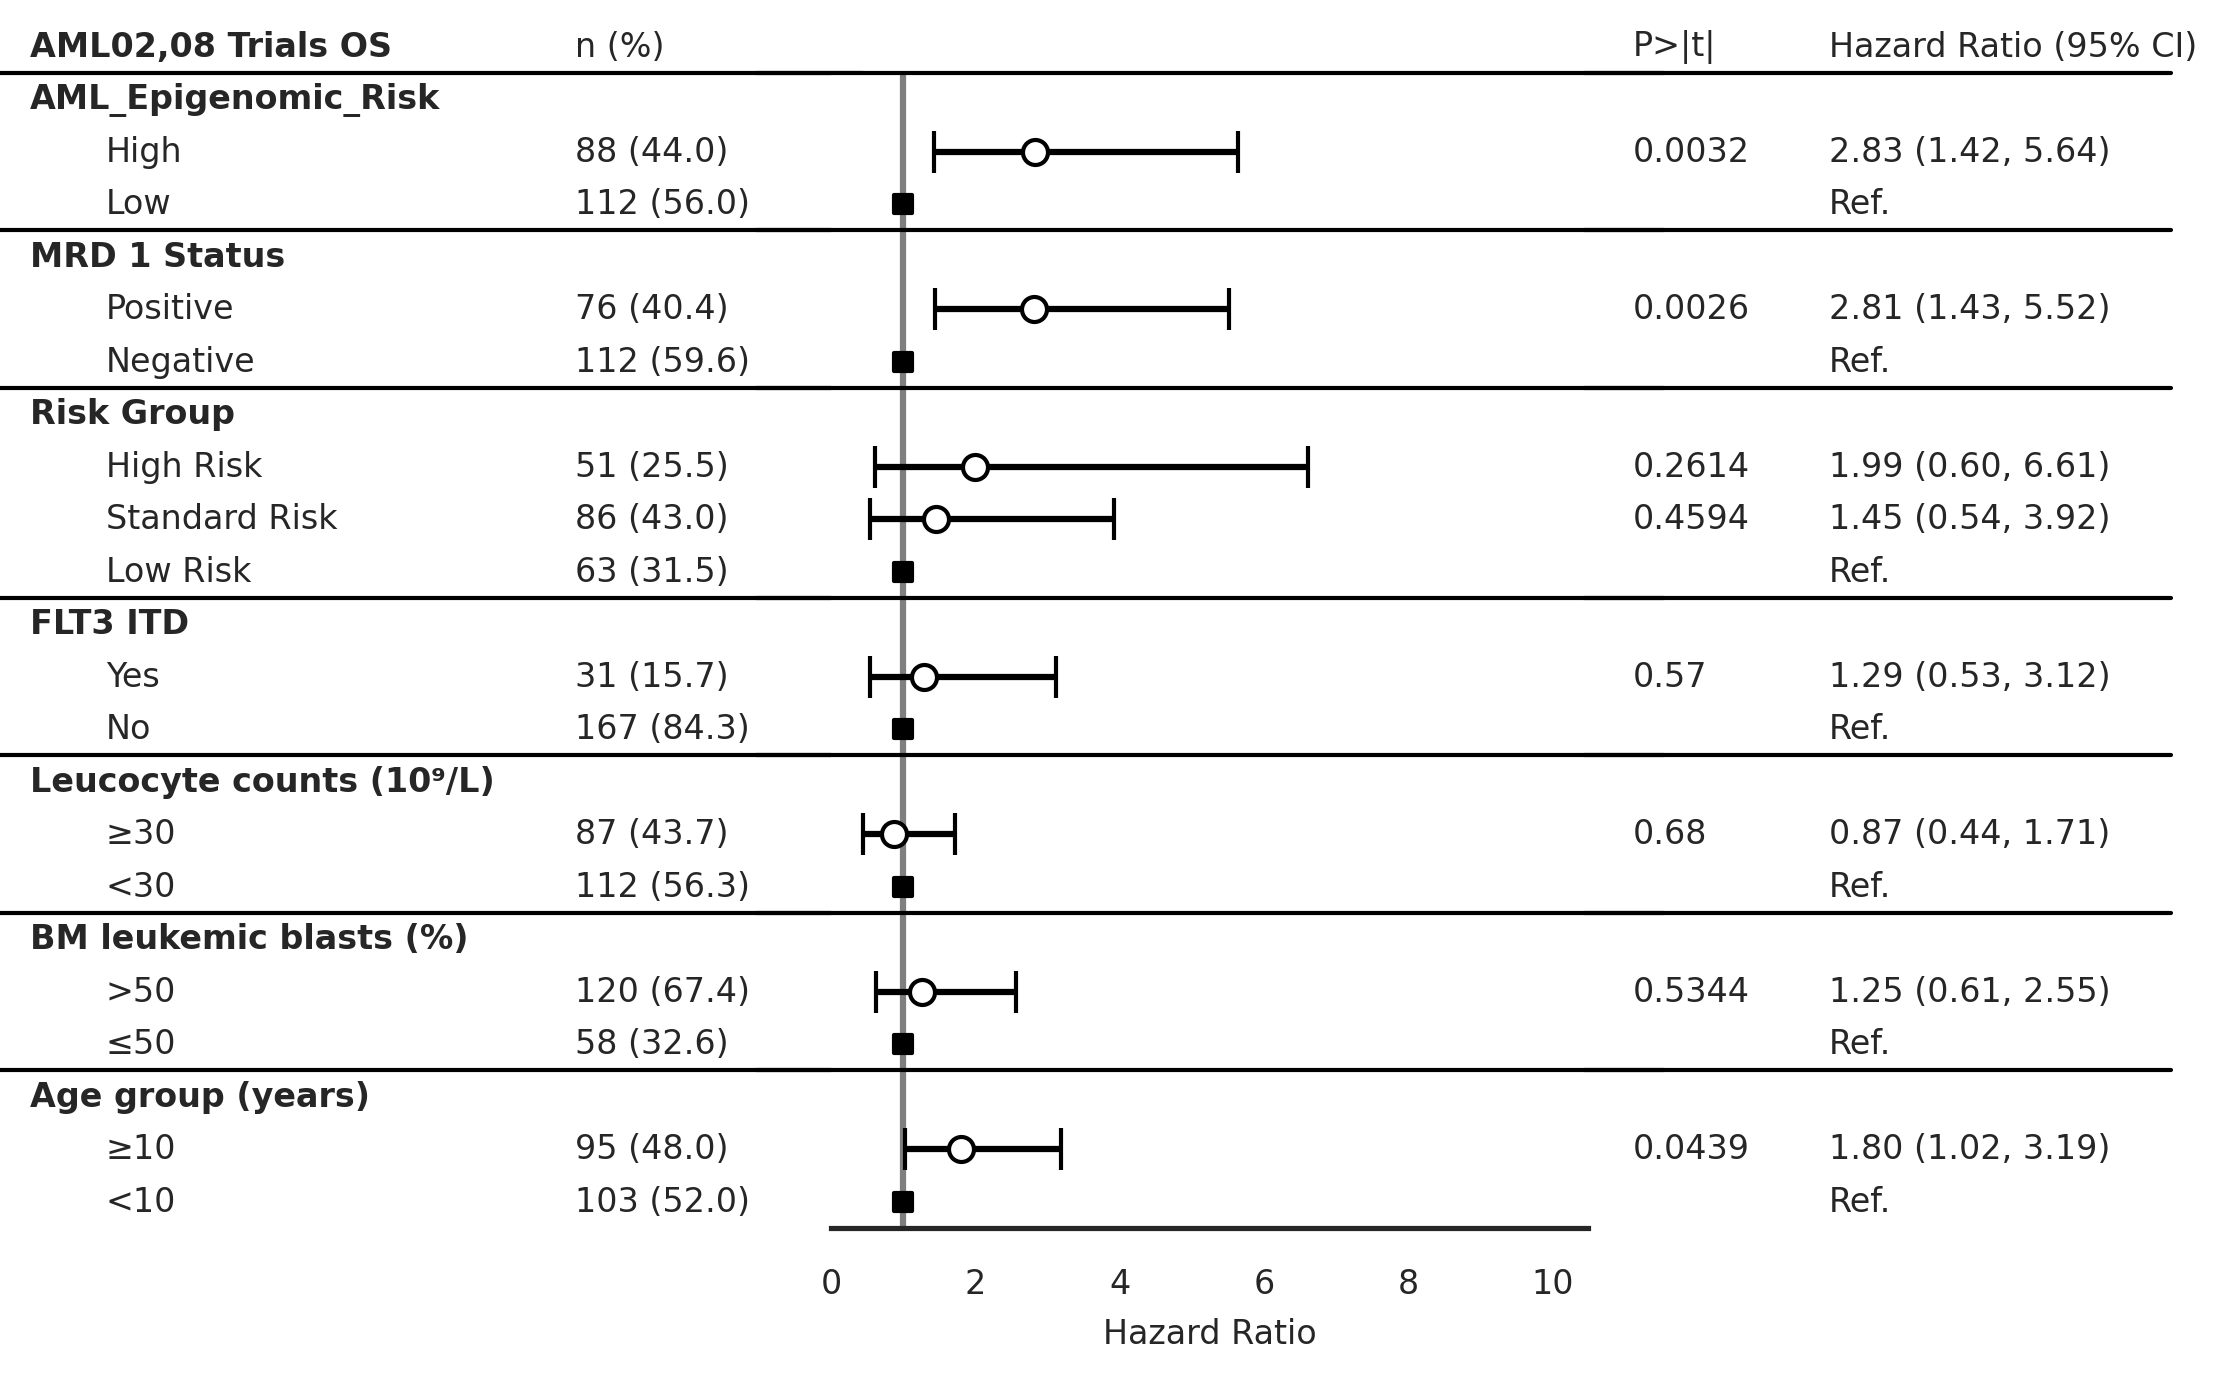 AML02,08 Trials OS n (%) P>|t| Hazard Ratio (95% CI)
AML_Epigenomic_Risk
High 88 (44.0) 0.0032 2.83 (1.42, 5.64)
Low 112 (56.0) Ref.
MRD 1 Status
Positive 76 (40.4) 0.0026 2.81 (1.43, 5.52)
Negative 112 (59.6) Ref.
Risk Group
High Risk 51 (25.5) 0.2614 1.99 (0.60, 6.61)
Standard Risk 86 (43.0) 0.4594 1.45 (0.54, 3.92)
Low Risk 63 (31.5) Ref.
FLT3 ITD
Yes 31 (15.7) 0.57 1.29 (0.53, 3.12)
No 167 (84.3) Ref.
Leucocyte counts (10⁹/L)
≥30 87 (43.7) 0.68 0.87 (0.44, 1.71)
<30 112 (56.3) Ref.
BM leukemic blasts (%)
>50 120 (67.4) 0.5344 1.25 (0.61, 2.55)
≤50 58 (32.6) Ref.
Age group (years)
≥10 95 (48.0) 0.0439 1.80 (1.02, 3.19)
<10 103 (52.0) Ref.
0 2 4 6 8 10
Hazard Ratio